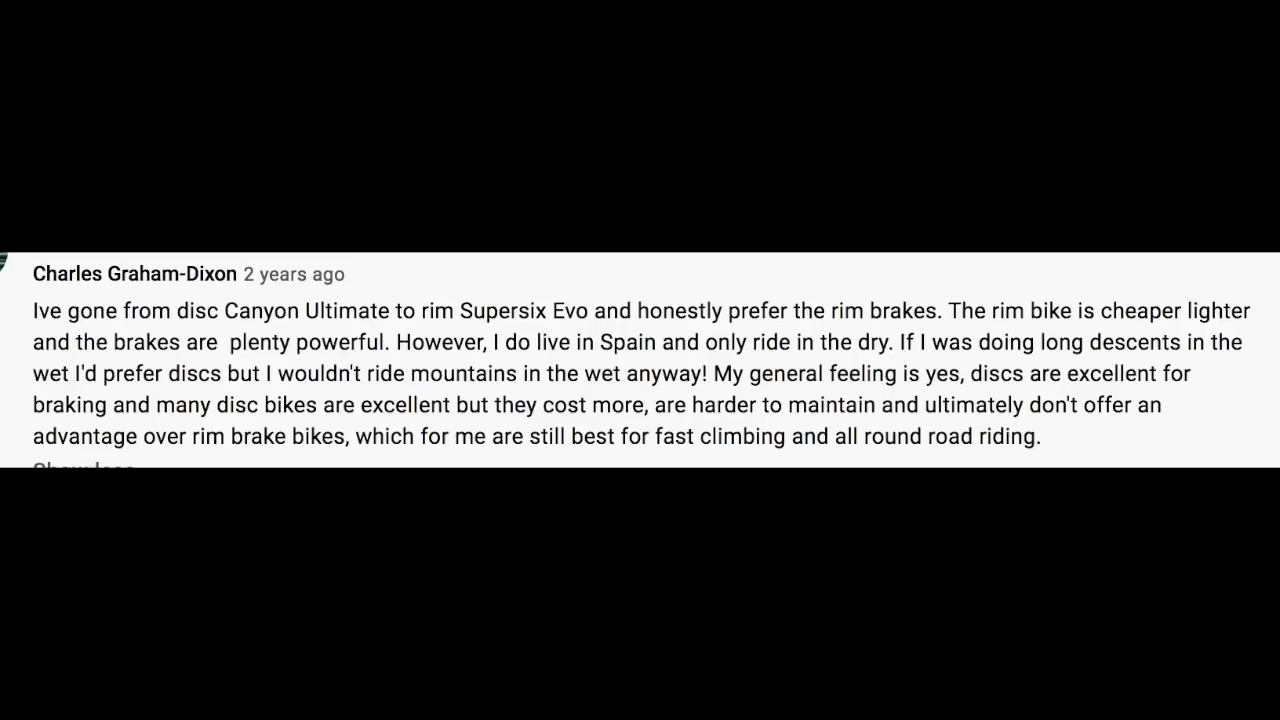 Charles Graham-Dixon 2 years ago
Ive gone from disc Canyon Ultimate to rim Supersix Evo and honestly prefer the rim brakes. The rim bike is cheaper lighter
and the brakes are  plenty powerful. However, I do live in Spain and only ride in the dry. If I was doing long descents in the
wet I'd prefer discs but I wouldn't ride mountains in the wet anyway! My general feeling is yes, discs are excellent for
braking and many disc bikes are excellent but they cost more, are harder to maintain and ultimately don't offer an
advantage over rim brake bikes, which for me are still best for fast climbing and all round road riding.